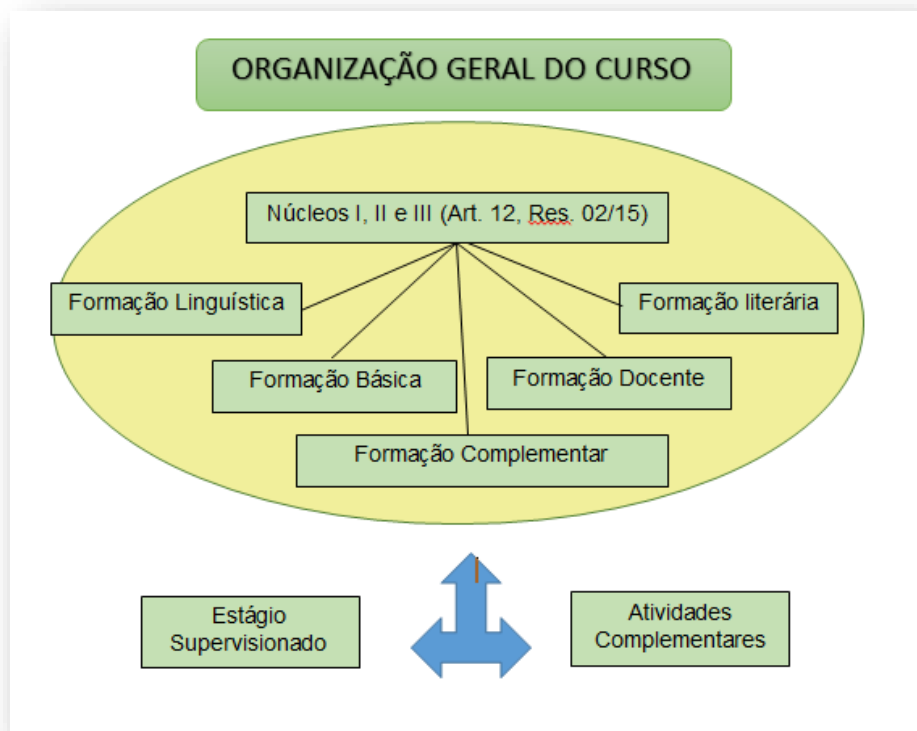 ORGANIZAÇÃO GERAL DO CURSO
Núcleos I, II e III (Art. 12, Res. 02/15)
Formação Linguística
Formação literária
Formação Básica
Formação Docente
Formação Complementar
Estágio
Supervisionado
Atividades
Complementares